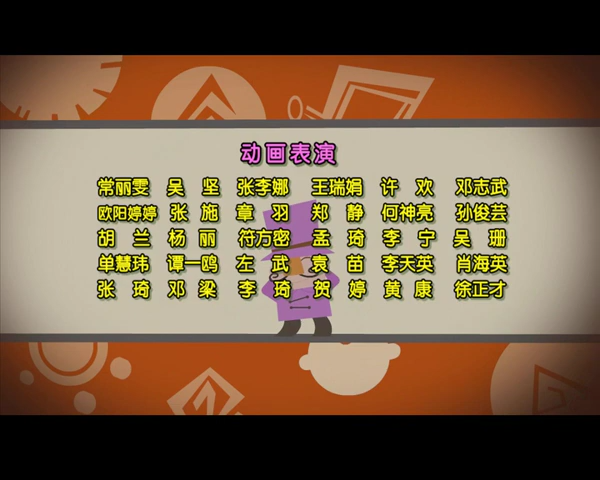 动画表演
常丽雯 吴 坚 张李娜 王瑞娟 许 欢 邓志武
欧阳婷婷 张 施 章 羽 郑 静 何神亮 孙俊芸
胡 兰 杨 丽 符方密 孟 琦 李 宁 吴 珊
单慧玮 谭一鸥 左 武 袁 苗 李天英 肖海英
张 琦 邓 梁 李 琦 贺 婷 黄 康 徐正才